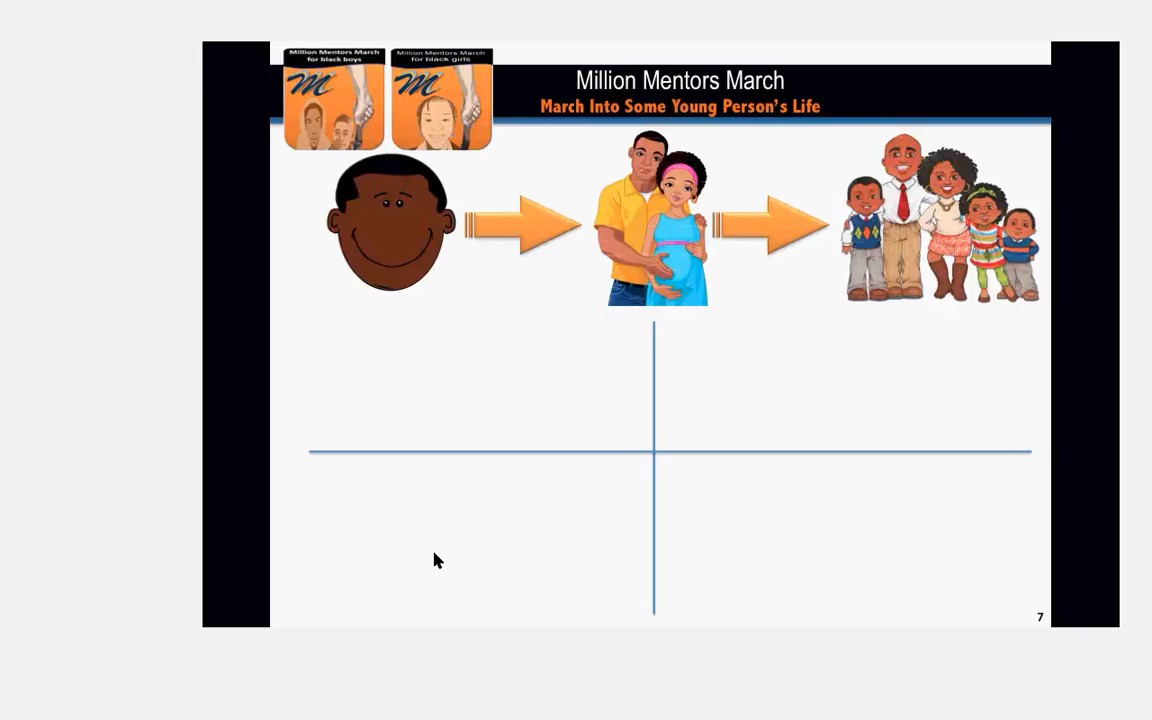 Million Mentors March
for black boys
Million Mentors March
for black girls
M
M
Million Mentors March
March Into Some Young Person's Life
7